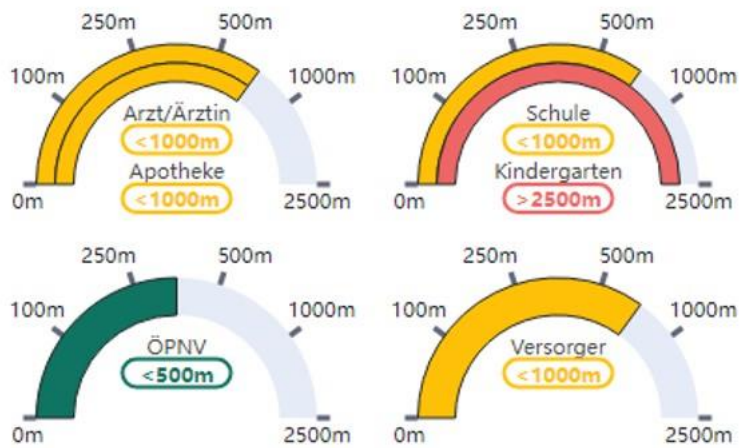 250m 500m
100m 1000m
Arzt/Ärztin
<1000m
Apotheke
<1000m
0m 2500m
250m 500m
100m 1000m
Schule
<1000m
Kindergarten
>2500m
0m 2500m
250m 500m
100m 1000m
ÖPNV
<500m
0m 2500m
250m 500m
100m 1000m
Versorger
<1000m
0m 2500m